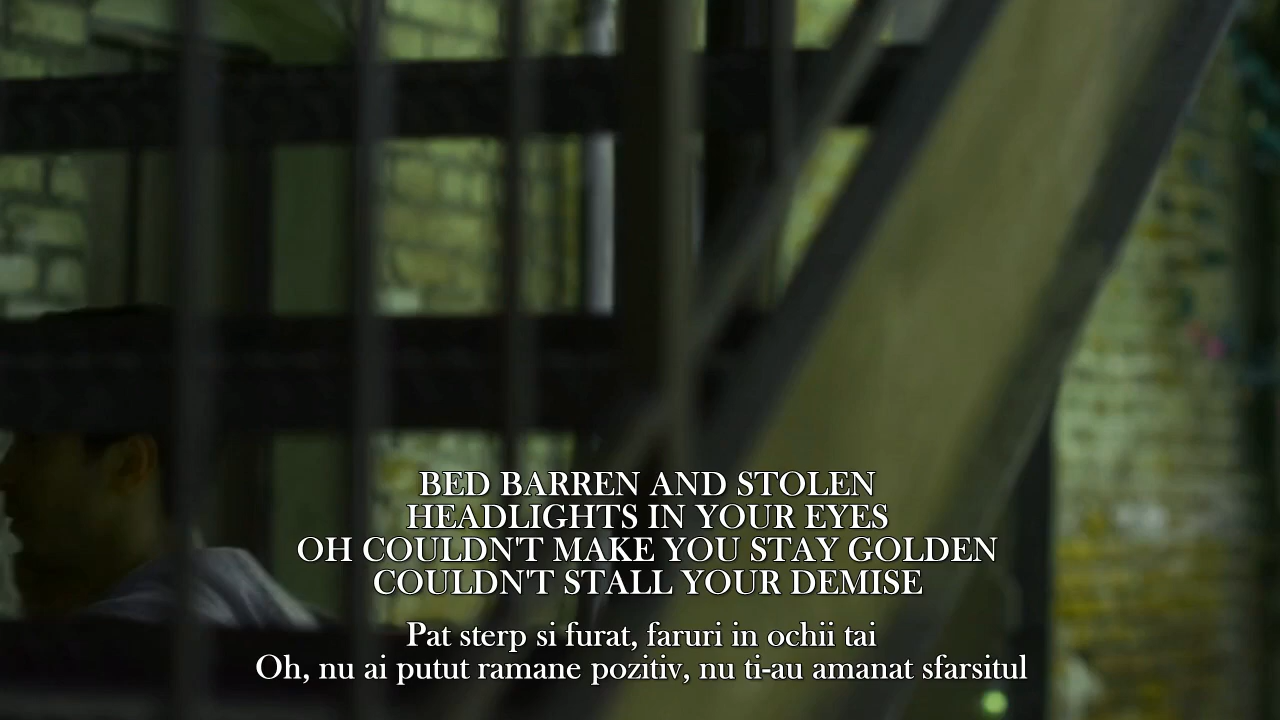 BED BARREN AND STOLEN
HEADLIGHTS IN YOUR EYES
OH COULDN'T MAKE YOU STAY GOLDEN
COULDN'T STALL YOUR DEMISE
Pat sterp si furat, faruri in ochii tai
Oh, nu ai putut ramane pozitiv, nu ti-au amanat sfarsitul